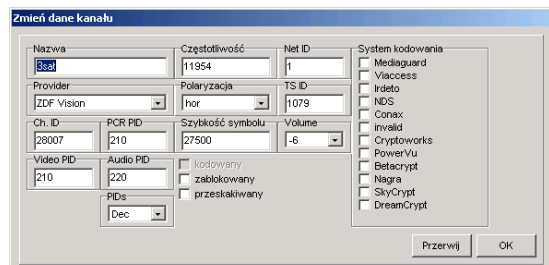 Zmień dane kanału
Nazwa
3sat
Częstotliwość
11954
Net ID
1
System kodowania
Mediaguard
Viaccess
Irdeto
NDS
Conax
invalid
Cryptoworks
PowerVu
Betacrypt
Nagra
SkyCrypt
DreamCrypt
Provider
ZDF Vision
Polaryzacja
hor
TS ID
1079
Ch. ID
28007
PCR PID
210
Szybkość symbolu
27500
Volume
-6
Video PID
210
Audio PID
220
kodowany
zablokowany
przeskakiwany
PIDs
Dec
Przerwij
OK